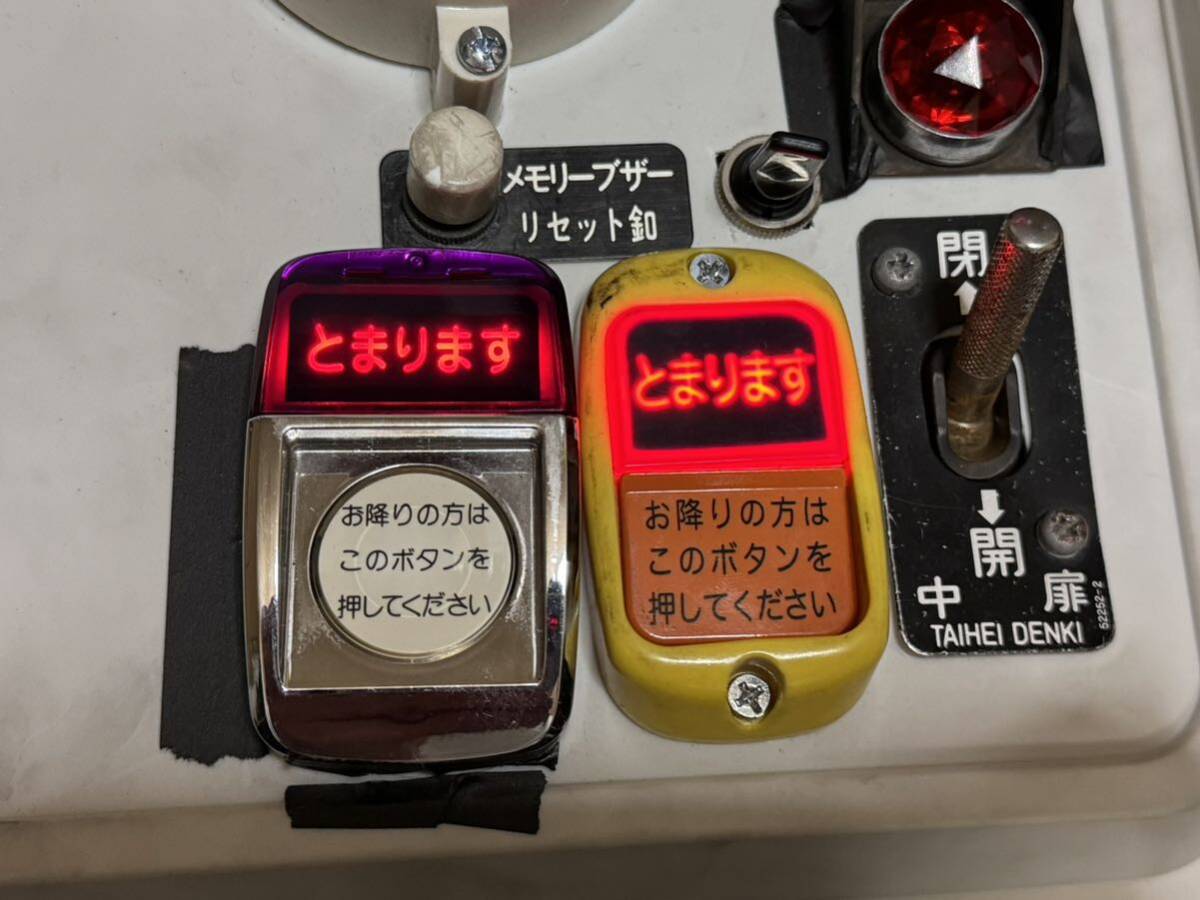 メモリーブザー
リセット釦
とまります
お降りの方は
このボタンを
押してください
とまります
お降りの方は
このボタンを
押してください
閉
開
中 扉
TAIHEI DENKI
52252-2